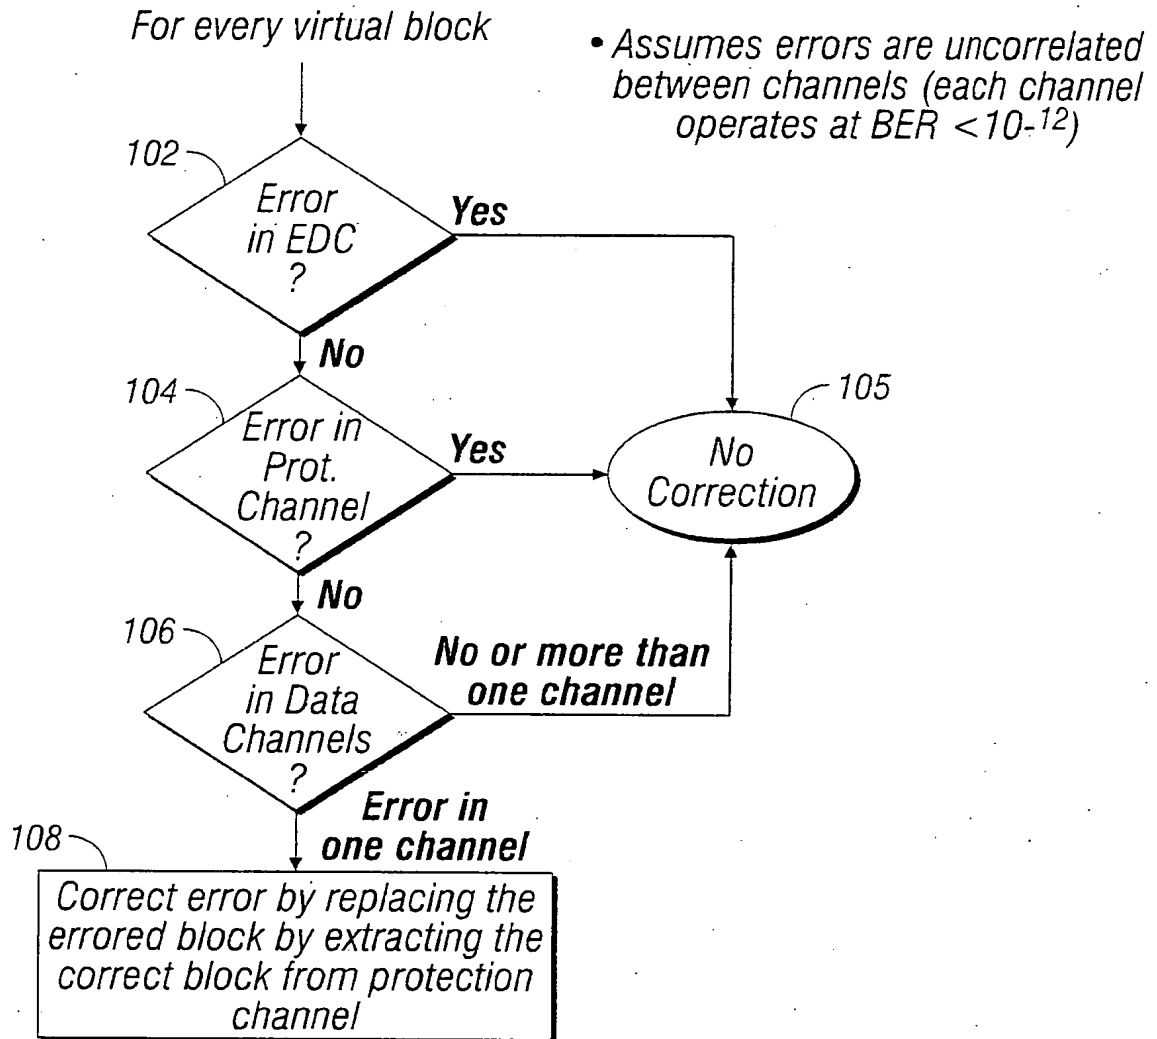 For every virtual block
• Assumes errors are uncorrelated
between channels (each channel
operates at BER <10-12)
102
Error
in EDC
?
Yes
No
104
Error in
Prot.
Channel
?
Yes
105
No
Correction
No
106
Error
in Data
Channels
?
No or more than
one channel
Error in
one channel
108
Correct error by replacing the
errored block by extracting the
correct block from protection
channel